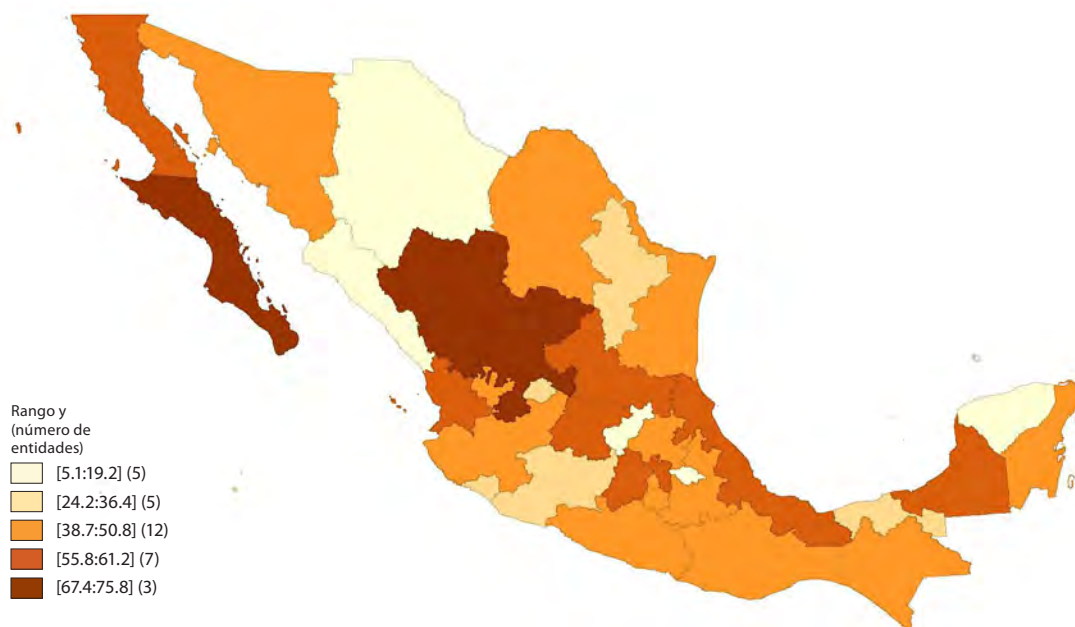 Rango y
(número de
entidades)
[5.1:19.2] (5)
[24.2:36.4] (5)
[38.7:50.8] (12)
[55.8:61.2] (7)
[67.4:75.8] (3)